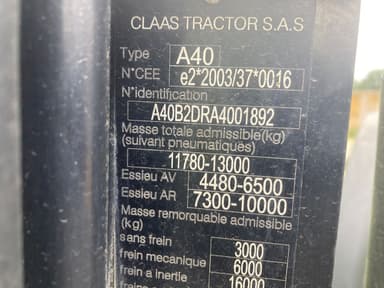 CLAAS TRACTOR S.A.S
Type A40
N°CEE e2*2003/37*0016
N°identification
A40B2DRA4001892
Masse totale admissible(kg)
(suivant pneumatiques)
11780-13000
Essieu AV 4480-6500
Essieu AR 7300-10000
Masse remorquable admissible
(kg)
sans frein 3000
frein mecanique 6000
frein a inertie 16000